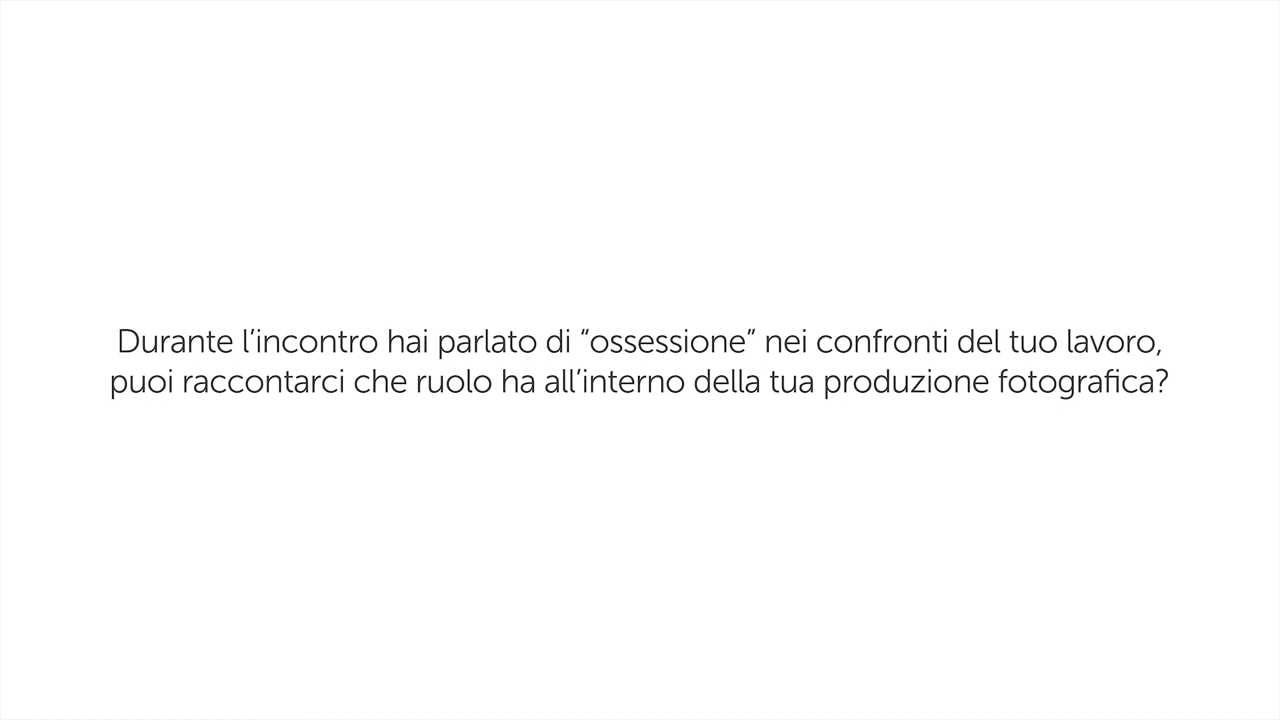 Durante l’incontro hai parlato di “ossessione” nei confronti del tuo lavoro,
puoi raccontarci che ruolo ha all’interno della tua produzione fotografica?